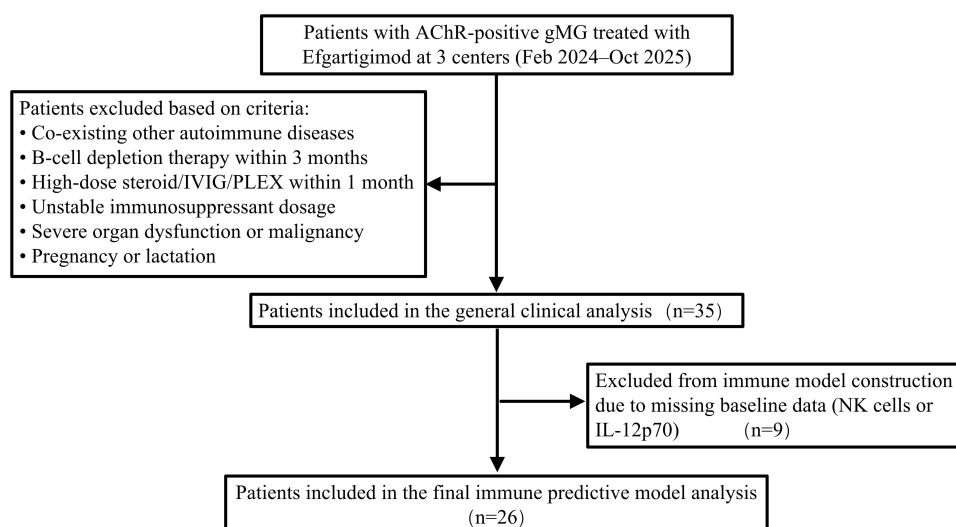 Patients with AChR-positive gMG treated with
Efgartigimod at 3 centers (Feb 2024–Oct 2025)
Patients excluded based on criteria:
• Co-existing other autoimmune diseases
• B-cell depletion therapy within 3 months
• High-dose steroid/IVIG/PLEX within 1 month
• Unstable immunosuppressant dosage
• Severe organ dysfunction or malignancy
• Pregnancy or lactation
Patients included in the general clinical analysis（n=35）
Excluded from immune model construction
due to missing baseline data (NK cells or
IL-12p70) （n=9）
Patients included in the final immune predictive model analysis
（n=26）